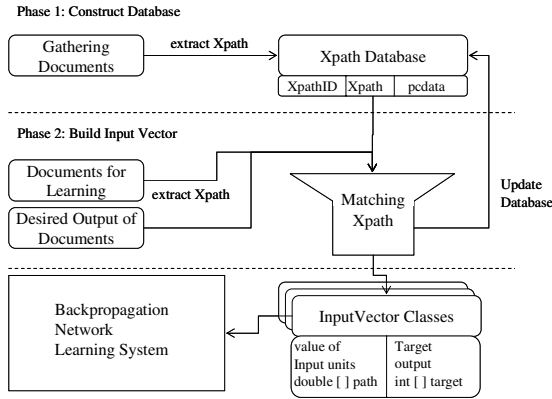 Phase 1: Construct Database
Gathering
Documents
extract Xpath
Xpath Database
XpathID
Xpath
pcdata
Phase 2: Build Input Vector
Documents for
Learning
extract Xpath
Desired Output of
Documents
Matching
Xpath
Update
Database
Backpropagation
Network
Learning System
InputVector Classes
value of
Input units
double [ ] path
Target
output
int [ ] target